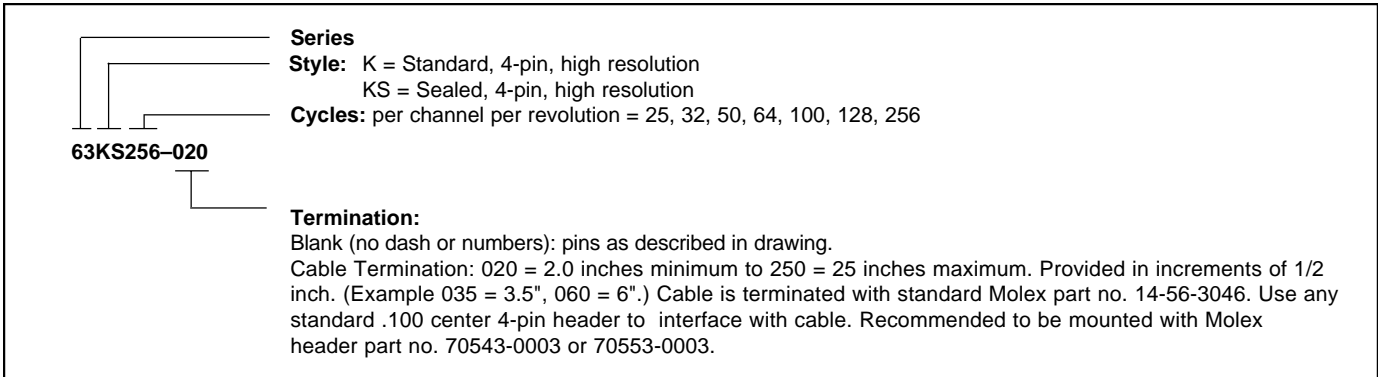 Series
Style: K = Standard, 4-pin, high resolution
KS = Sealed, 4-pin, high resolution
Cycles: per channel per revolution = 25, 32, 50, 64, 100, 128, 256
63KS256–020
Termination:
Blank (no dash or numbers): pins as described in drawing.
Cable Termination: 020 = 2.0 inches minimum to 250 = 25 inches maximum. Provided in increments of 1/2
inch. (Example 035 = 3.5", 060 = 6".) Cable is terminated with standard Molex part no. 14-56-3046. Use any
standard .100 center 4-pin header to interface with cable. Recommended to be mounted with Molex
header part no. 70543-0003 or 70553-0003.